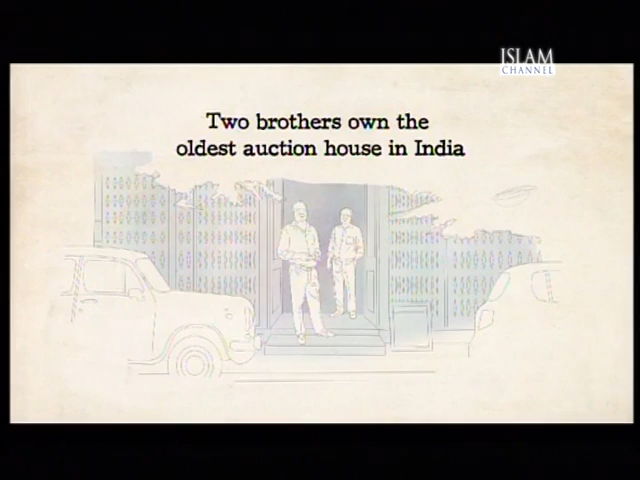 ISLAM
CHANNEL
Two brothers own the
oldest auction house in India